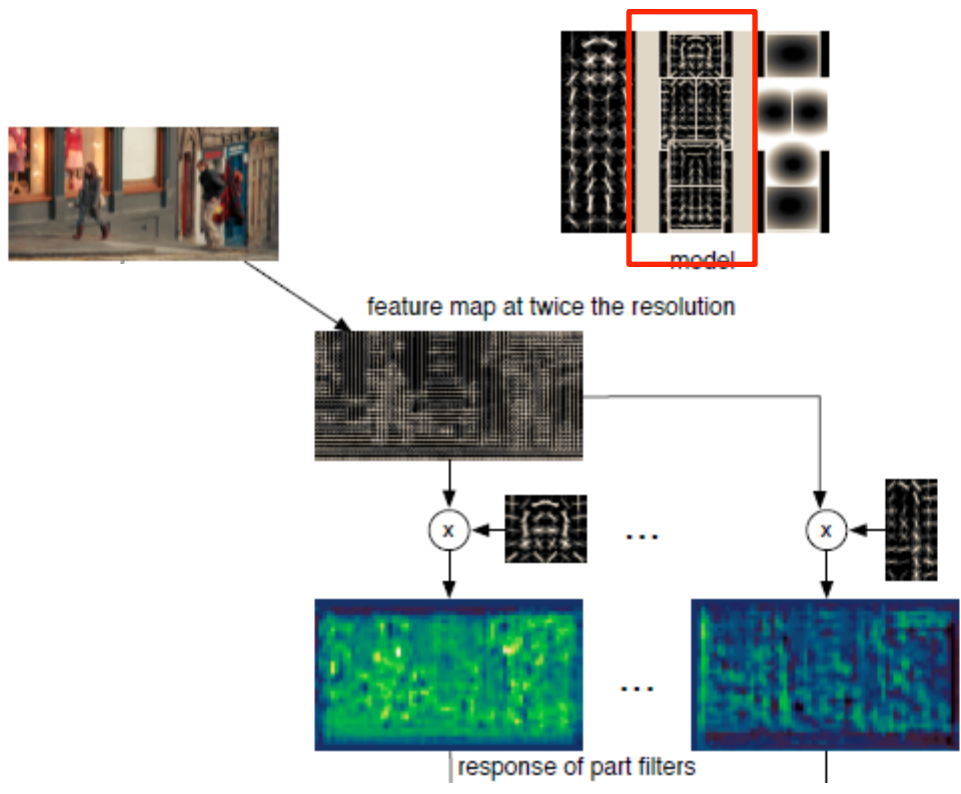 model
feature map at twice the resolution
x
x
...
...
response of part filters